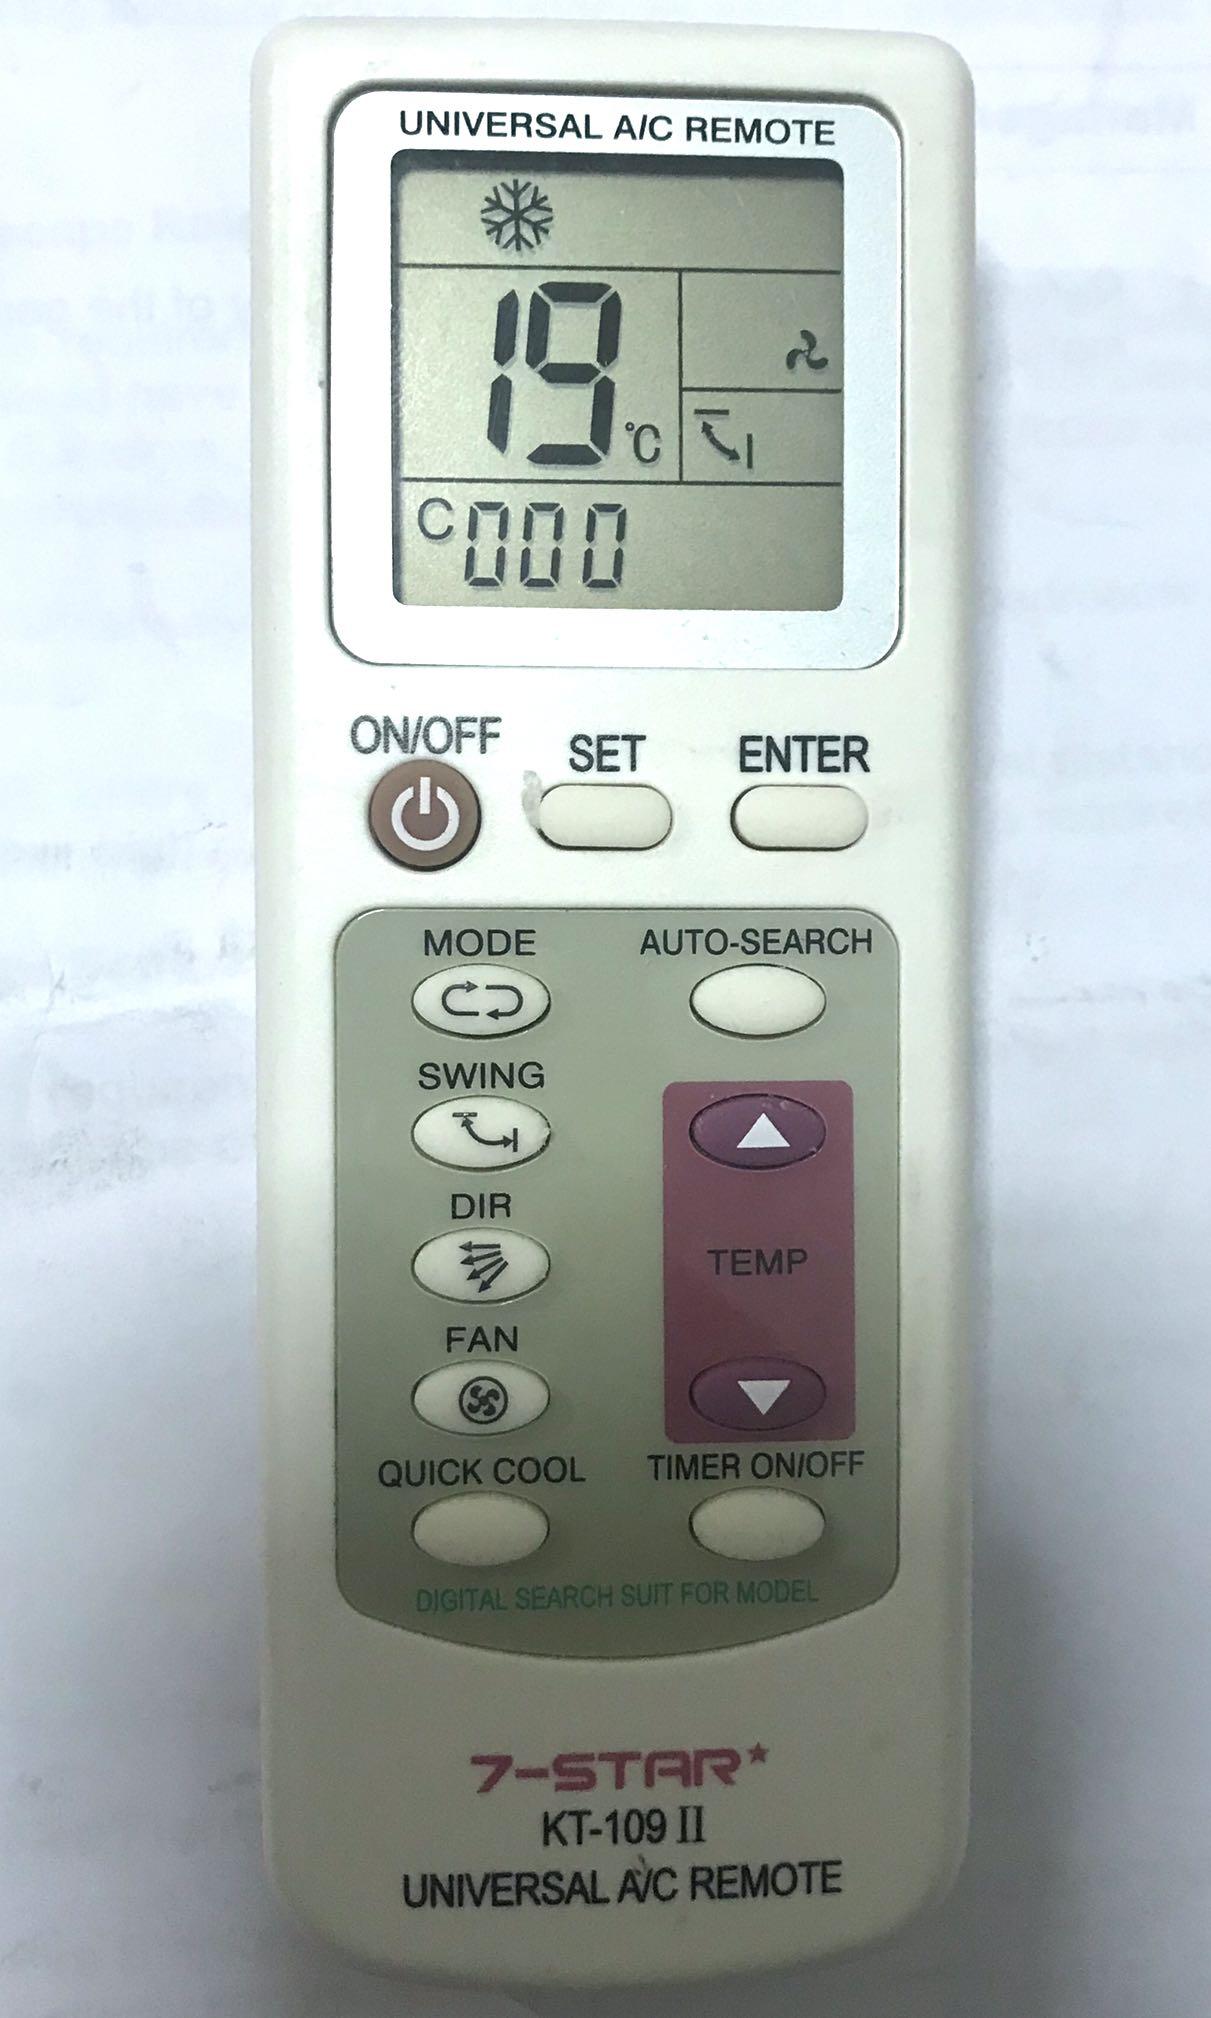 UNIVERSAL A/C REMOTE
19 °C
C 000
ON/OFF SET ENTER
MODE AUTO-SEARCH
SWING
DIR
TEMP
FAN
QUICK COOL TIMER ON/OFF
DIGITAL SEARCH SUIT FOR MODEL
7-STAR
KT-109 II
UNIVERSAL A/C REMOTE